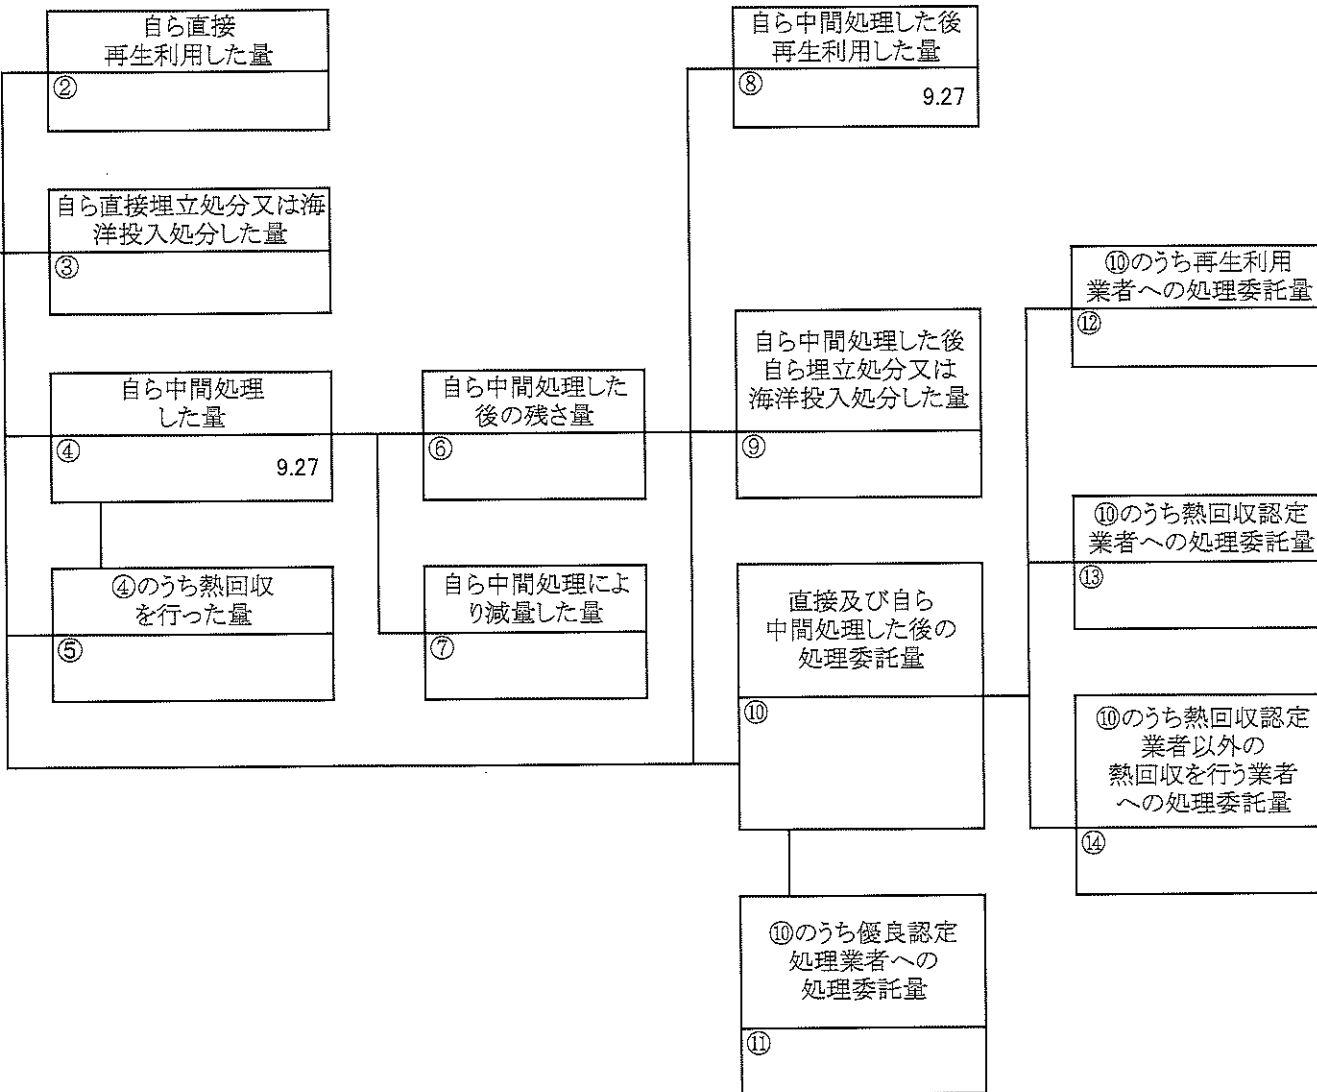 自ら直接
再生利用した量
②
自ら直接埋立処分又は海
洋投入処分した量
③
自ら中間処理
した量
④
9.27
④のうち熱回収
を行った量
⑤
自ら中間処理した
後の残さ量
⑥
自ら中間処理によ
り減量した量
⑦
自ら中間処理した後
再生利用した量
⑧
9.27
自ら中間処理した後
自ら埋立処分又は
海洋投入処分した量
⑨
直接及び自ら
中間処理した後の
処理委託量
⑩
⑩のうち優良認定
処理業者への
処理委託量
⑪
⑩のうち再生利用
業者への処理委託量
⑫
⑩のうち熱回収認定
業者への処理委託量
⑬
⑩のうち熱回収認定
業者以外の
熱回収を行う業者
への処理委託量
⑭